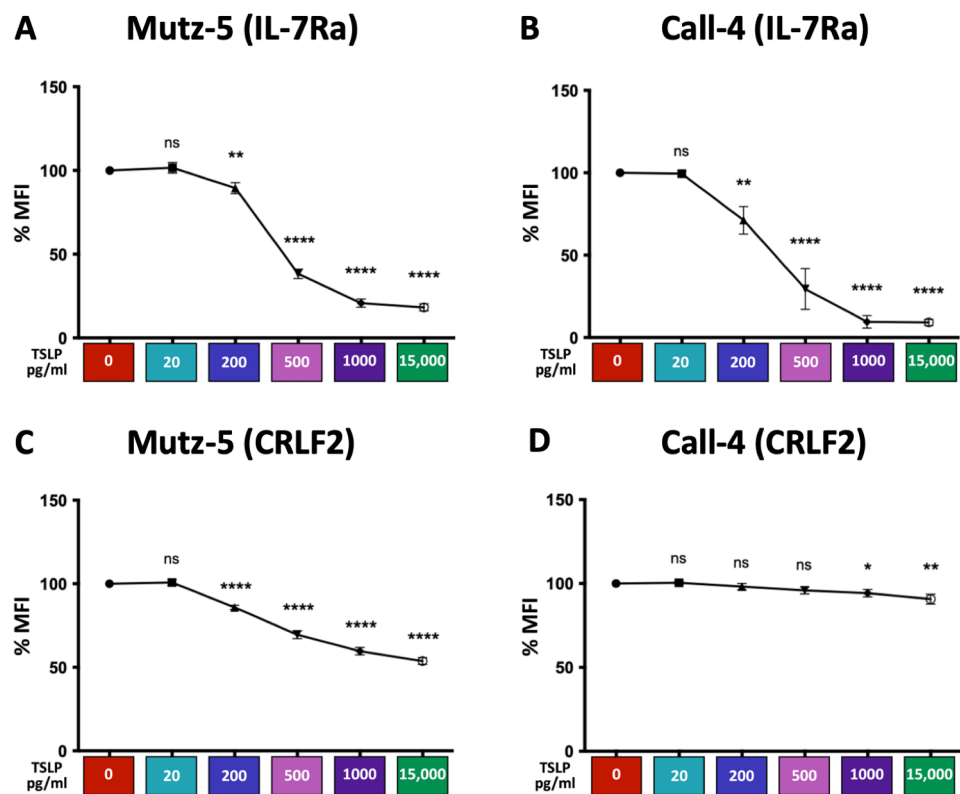 A Mutz-5 (IL-7Ra)
150
100
50
0
% MFI
ns
**
****
****
****
TSLP pg/ml
0 20 200 500 1000 15,000
B Call-4 (IL-7Ra)
150
100
50
0
% MFI
ns
**
****
****
****
TSLP pg/ml
0 20 200 500 1000 15,000
C Mutz-5 (CRLF2)
150
100
50
0
% MFI
ns
****
****
****
****
TSLP pg/ml
0 20 200 500 1000 15,000
D Call-4 (CRLF2)
150
100
50
0
% MFI
ns
ns
ns
*
**
TSLP pg/ml
0 20 200 500 1000 15,000